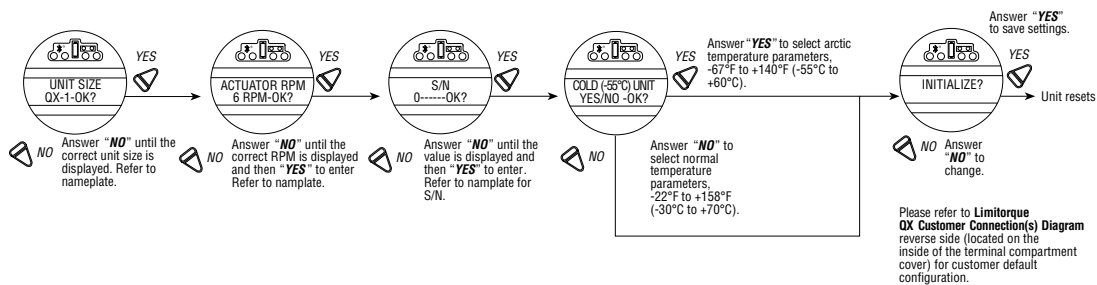 YES
UNIT SIZE
QX-1-OK?
NO
Answer “NO” until the
correct unit size is
displayed. Refer to
nameplate.
YES
ACTUATOR RPM
6 RPM-OK?
NO
Answer “NO” until the
correct RPM is displayed
and then “YES” to enter
Refer to namplate.
YES
S/N
0------OK?
NO
Answer “NO” until the
value is displayed and
then “YES” to enter.
Refer to namplate for
S/N.
YES
COLD (-55°C) UNIT
YES/NO -OK?
Answer “YES” to select arctic
temperature parameters,
-67°F to +140°F (-55°C to
+60°C).
NO
Answer “NO” to
select normal
temperature
parameters,
-22°F to +158°F
(-30°C to +70°C).
Answer “YES”
to save settings.
YES
INITIALIZE?
Unit resets
NO
Answer
“NO” to
change.
Please refer to Limitorque
QX Customer Connection(s) Diagram
reverse side (located on the
inside of the terminal compartment
cover) for customer default
configuration.